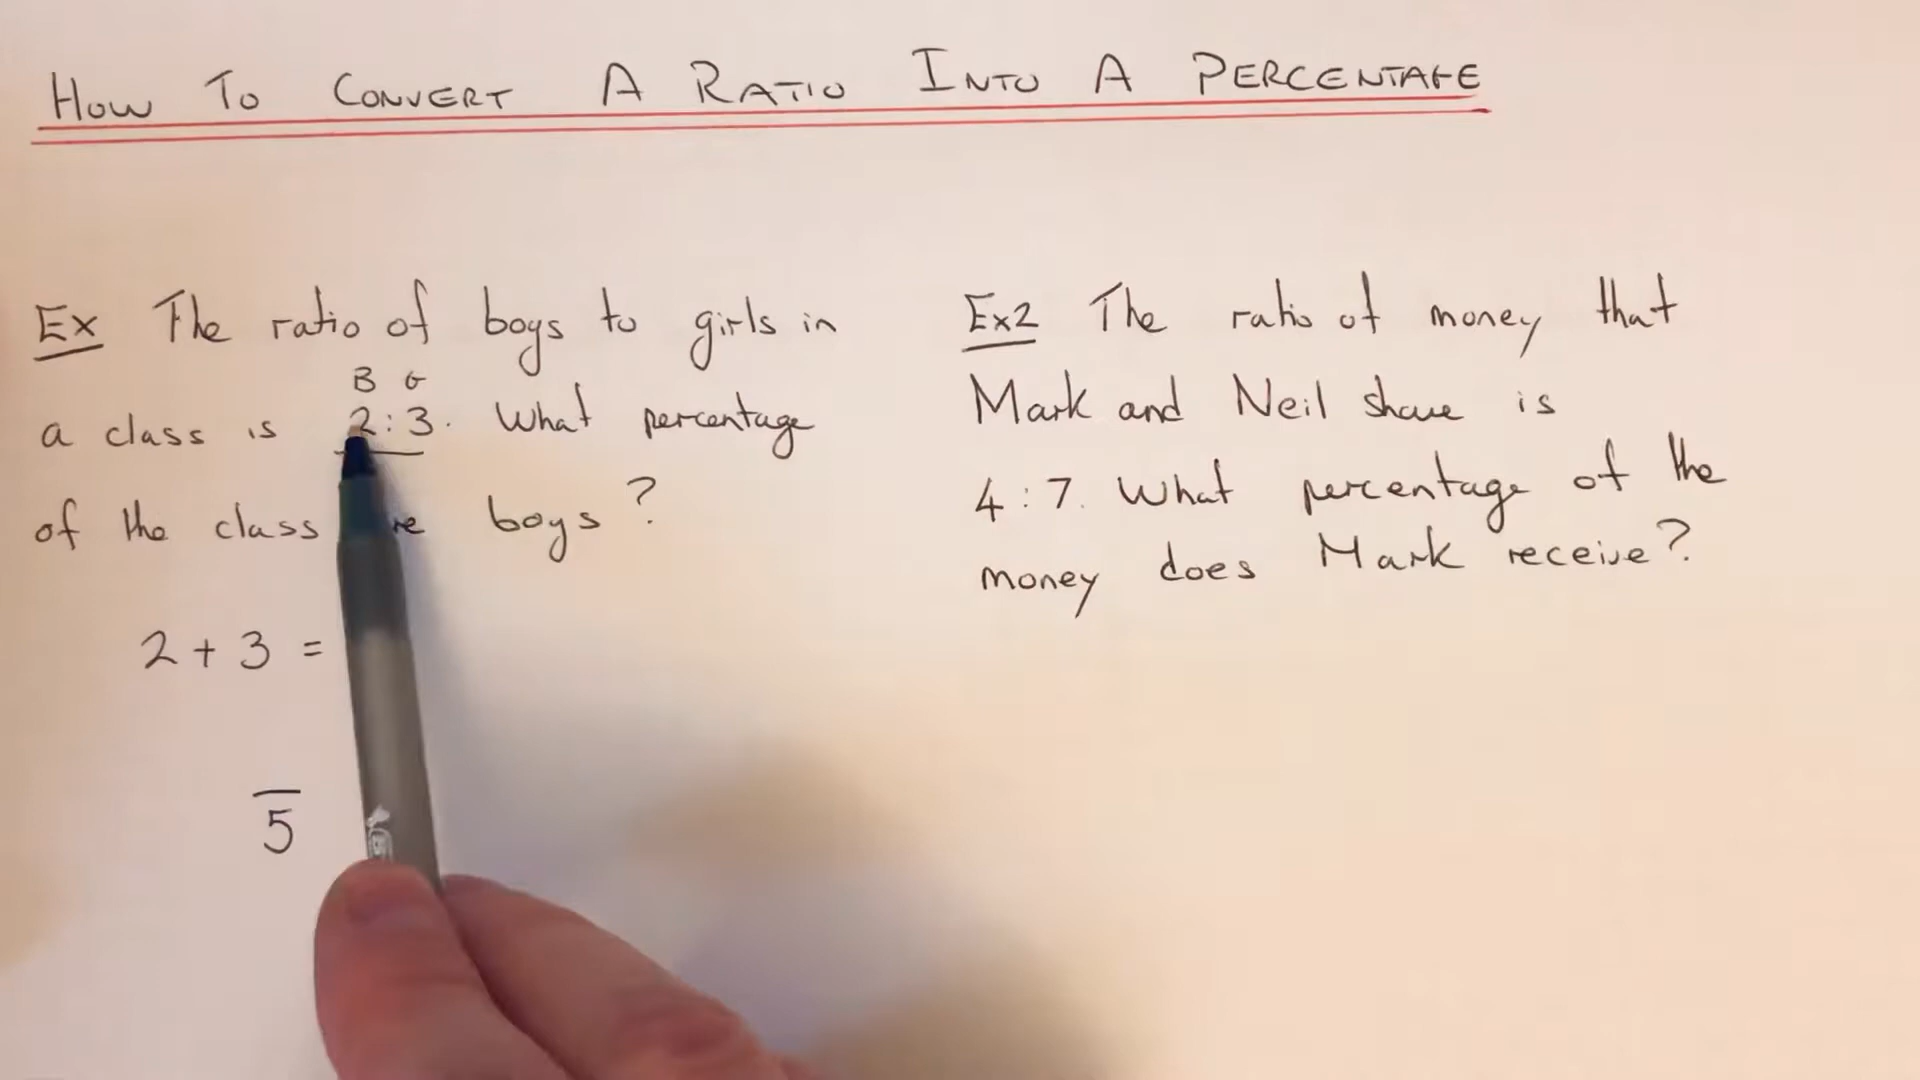 HOW TO CONVERT A RATIO INTO A PERCENTAGE
Ex The ratio of boys to girls in
B G
a class is 2:3. What percentage
of the class re boys?
2 + 3 =
5
Ex2 The ratio of money that
Mark and Neil share is
4:7. What percentage of the
money does Mark receive?